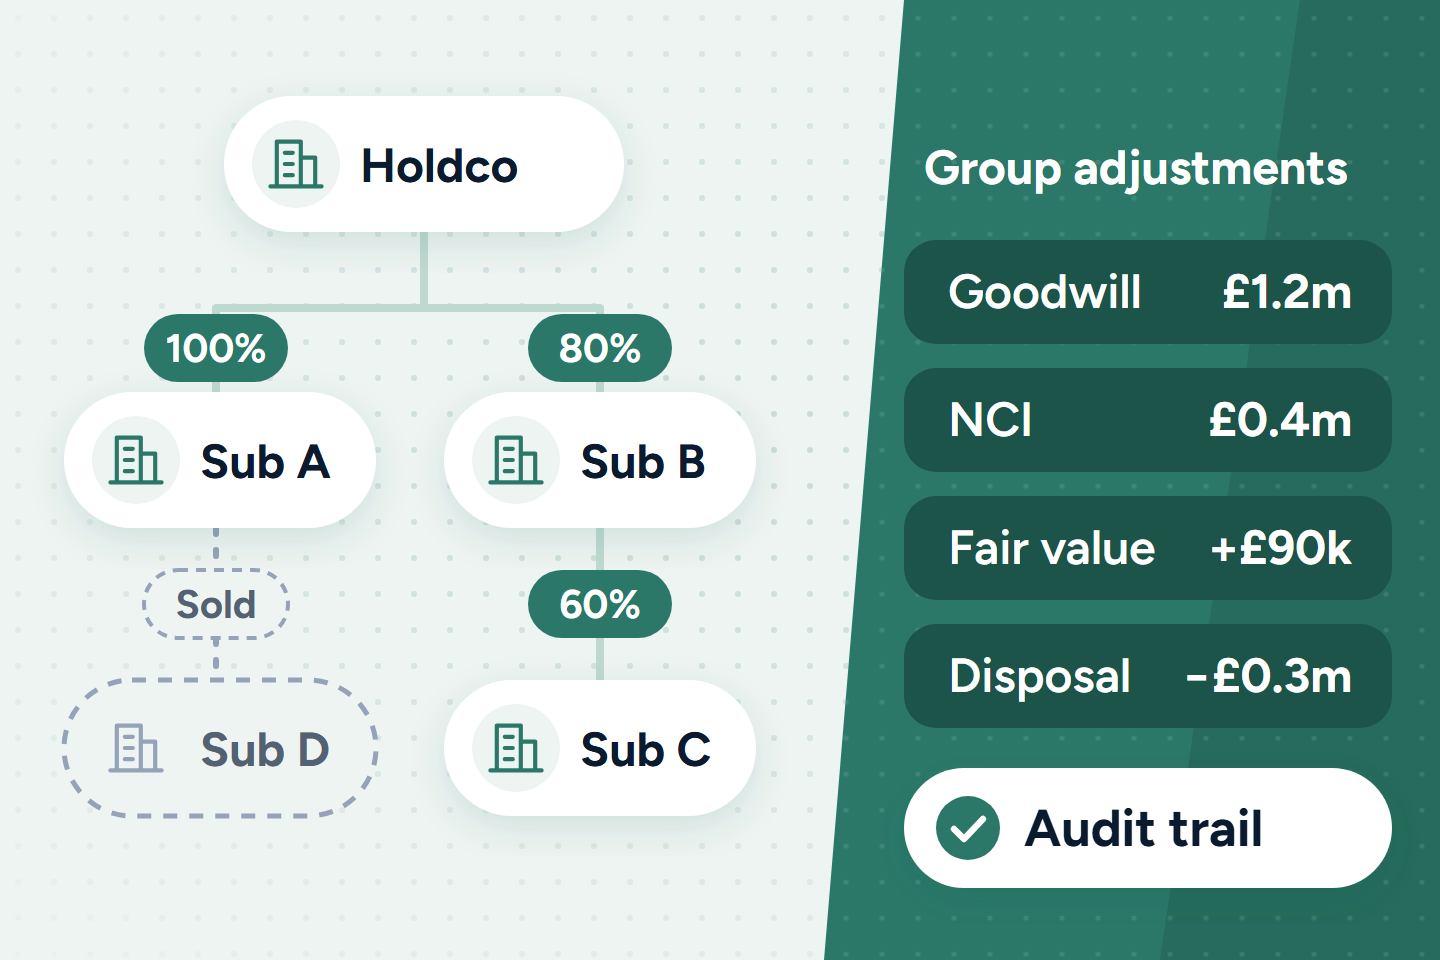 Holdco
100%
80%
Sub A
Sub B
Sold
60%
Sub D
Sub C
Group adjustments
Goodwill £1.2m
NCI £0.4m
Fair value +£90k
Disposal −£0.3m
Audit trail